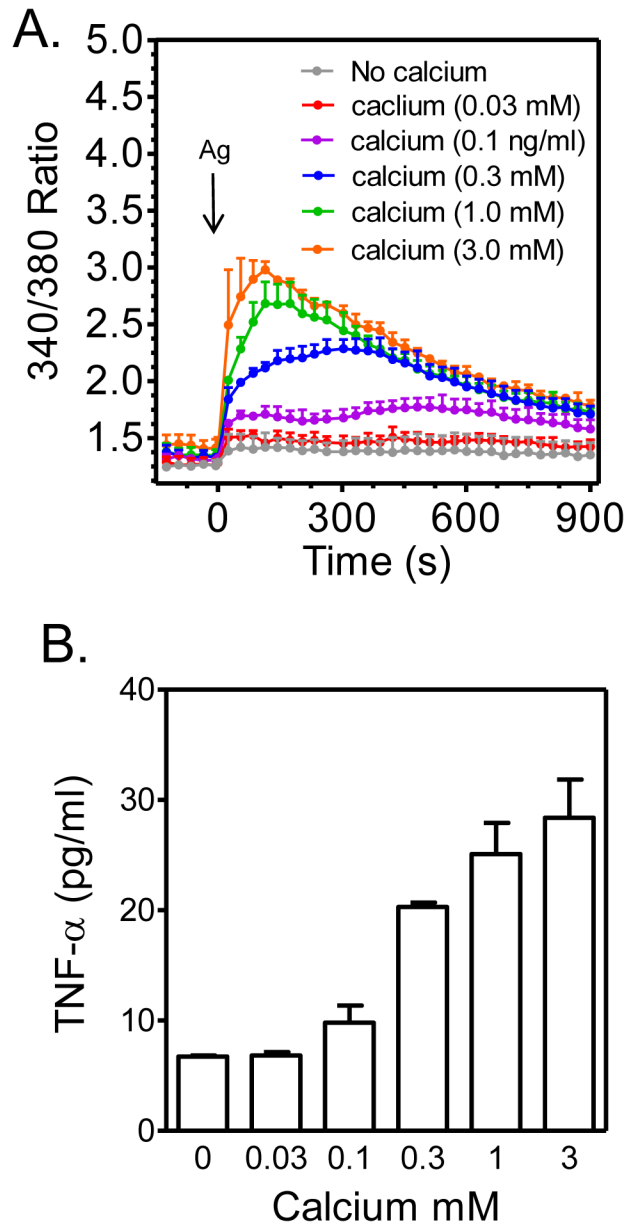 A.
5.0
4.5
4.0
3.5
3.0
2.5
2.0
1.5
340/380 Ratio
Ag
No calcium
caclium (0.03 mM)
calcium (0.1 ng/ml)
calcium (0.3 mM)
calcium (1.0 mM)
calcium (3.0 mM)
0 300 600 900
Time (s)
B.
40
30
20
10
0
TNF-α (pg/ml)
0 0.03 0.1 0.3 1 3
Calcium mM